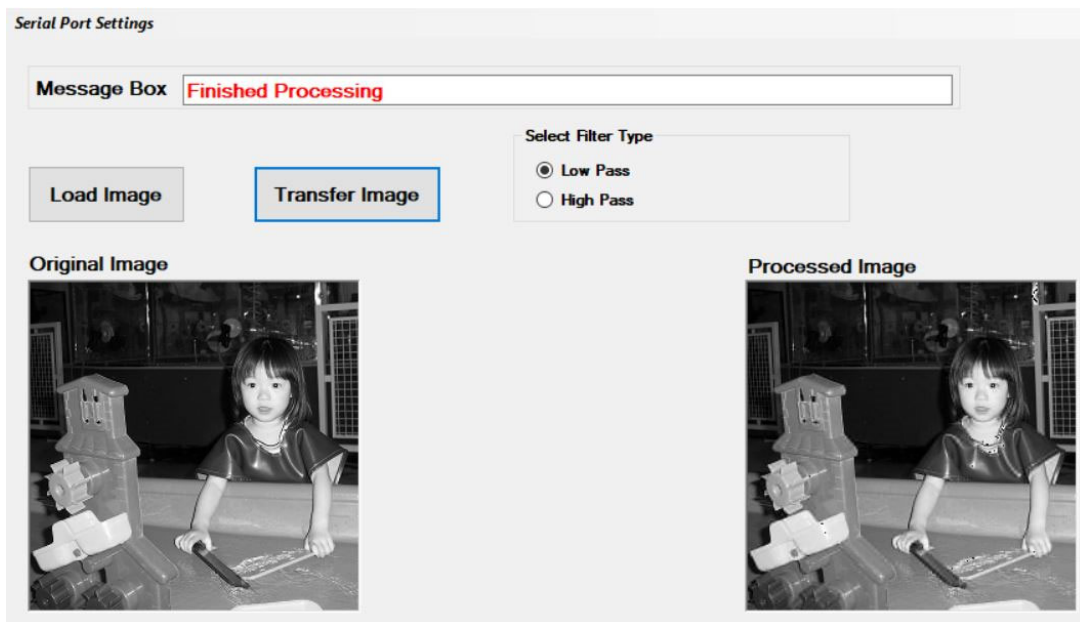 Serial Port Settings
Message Box
Finished Processing
Select Filter Type
Low Pass
High Pass
Load Image
Transfer Image
Original Image
Processed Image